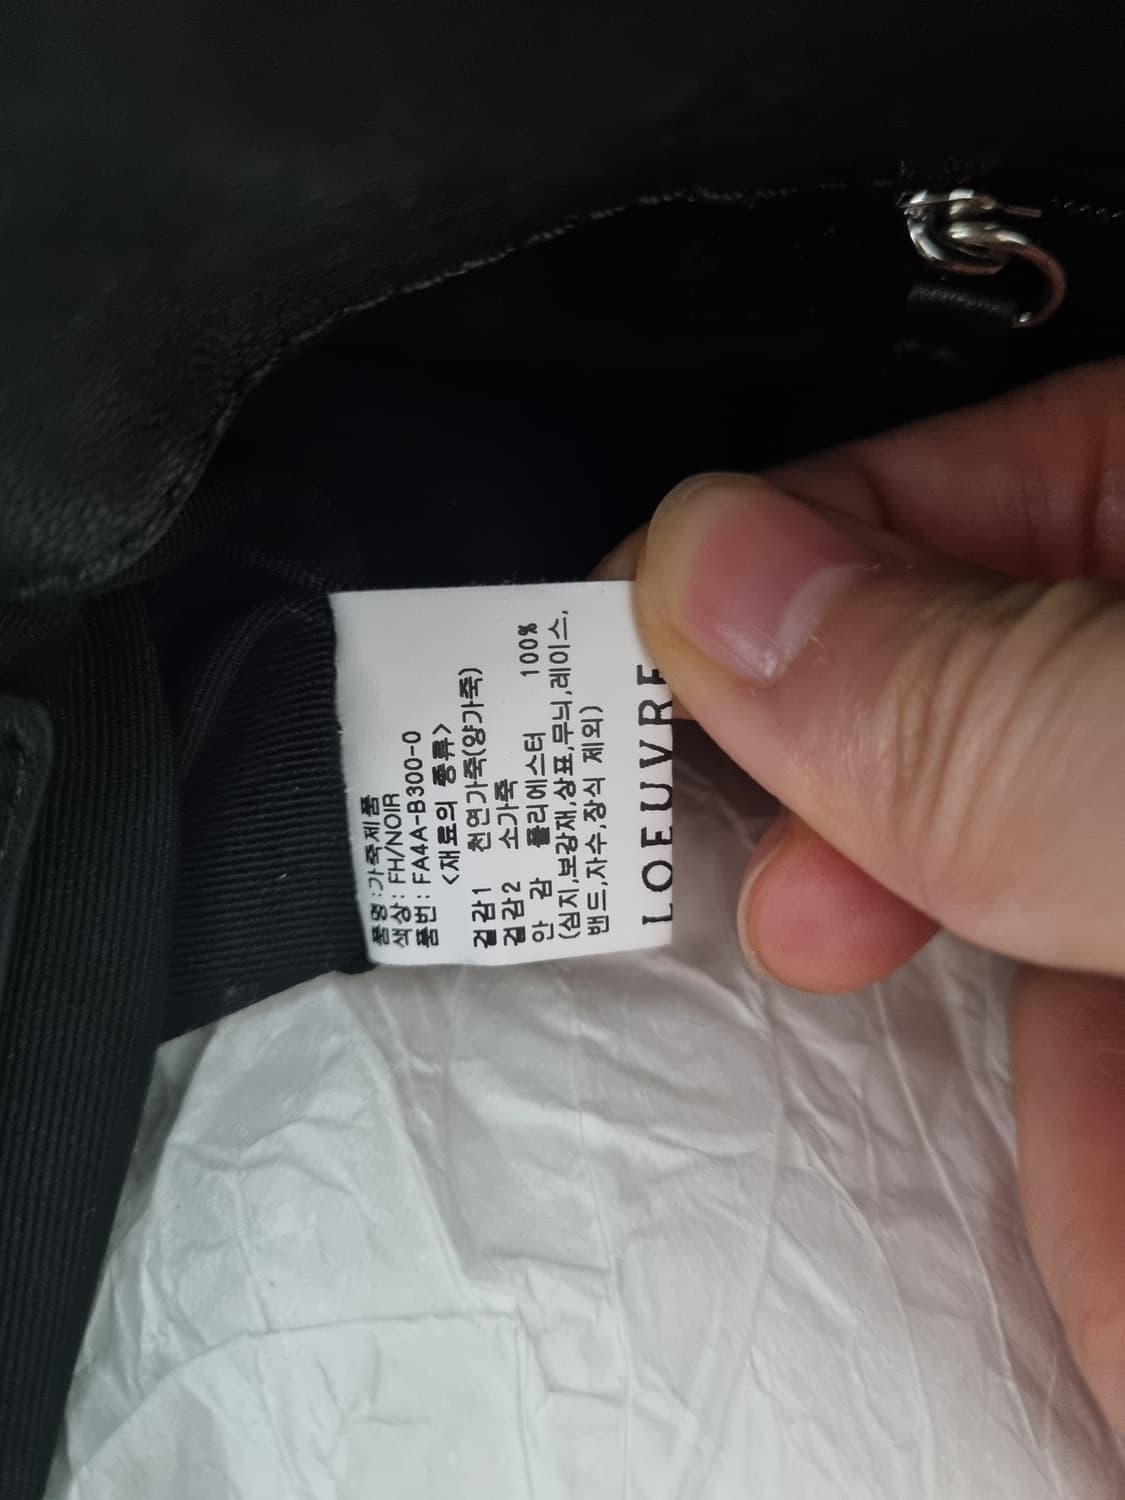 품명 : 가죽제품
색상 : FH/NOIR
품번 : FA4A-B300-0
<재료의 종류>
겉감1 천연가죽(양가죽)
겉감2 소가죽
안 감 폴리에스터 100%
(심지,보강재,상표,무늬,레이스,
밴드,자수,장식 제외)
LOEUVRE